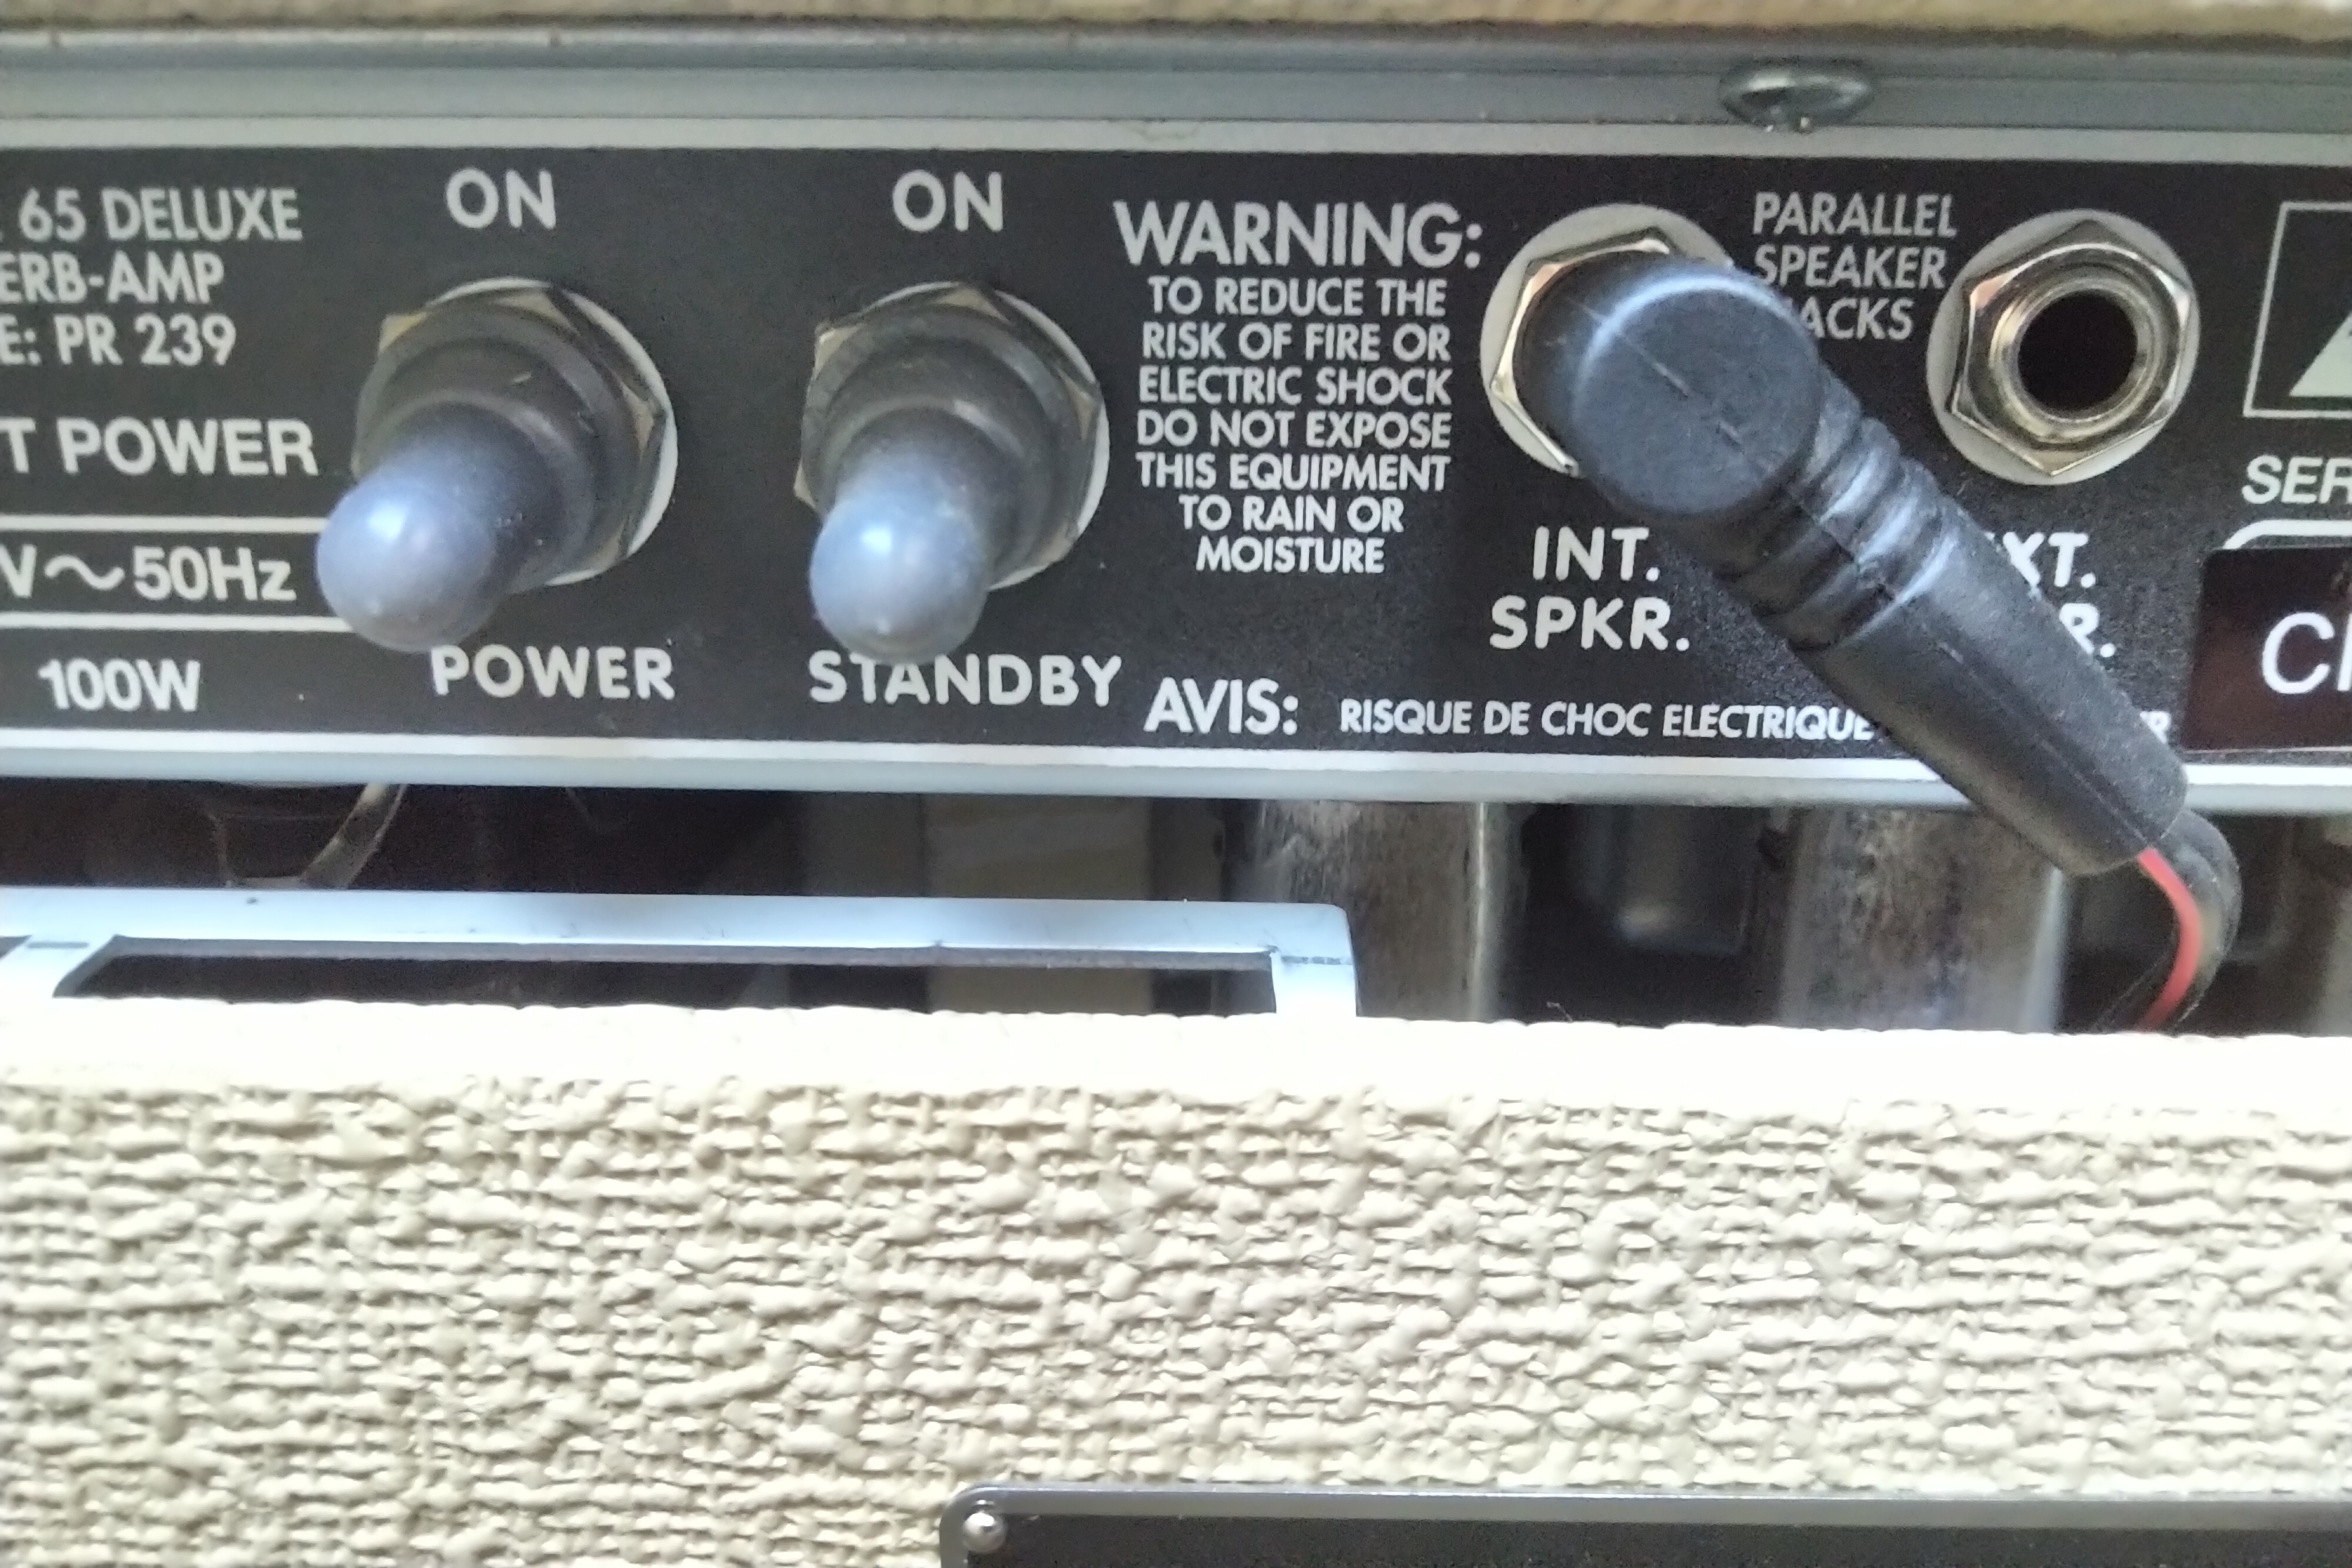 65 DELUXE
ERB-AMP
E: PR 239
T POWER
V~50Hz
100W
ON
POWER
ON
STANDBY
WARNING:
TO REDUCE THE
RISK OF FIRE OR
ELECTRIC SHOCK
DO NOT EXPOSE
THIS EQUIPMENT
TO RAIN OR
MOISTURE
AVIS: RISQUE DE CHOC ELECTRIQUE
PARALLEL
SPEAKER
ACKS
INT.
SPKR.
XT.
R.
SER